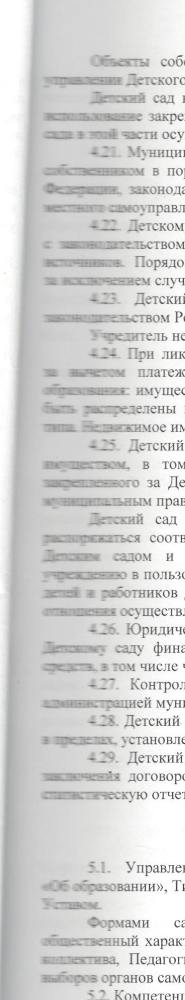 Объекты собс
управлении Детского
Детский сад н
использование закре
сада в этой части осу
4.21. Муници
собственником в пор
Федерации, законода
местного самоуправл
4.22. Детском
с законодательством
источников. Порядо
за исключением случ
4.23. Детский
законодательством Р
Учредитель не
4.24. При лик
за вычетом платеж
образования: имущес
быть распределены
типа. Недвижимое им
4.25. Детский
имуществом, в том
закрепленного за Де
муниципальным прав
Детский сад
распоряжаться соотв
Детским садом и
учреждению в пользо
детей и работников
отношения осуществл
4.26. Юридиче
Детскому саду фина
средств, в том числе ч
4.27. Контрол
администрацией муни
4.28. Детский
в пределах, установле
4.29. Детский
заключения договоро
статистическую отчет
5.1. Управлен
«Об образовании», Ти
Уставом.
Формами са
общественный характ
коллектива, Педагоги
выборов органов само
5.2. Компетенц